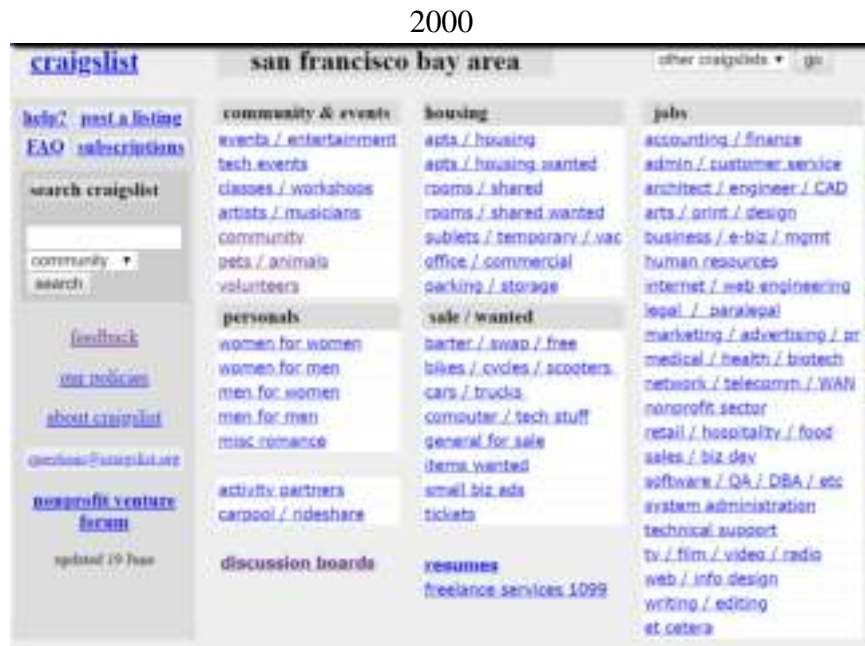 2000
craigslist
san francisco bay area
other craigslists
go
help? post a listing
FAQ subscriptions
search craigslist
community
search
feedback
our policies
about craigslist
questions@craigslist.org
nonprofit venture
forum
updated 19 June
community & events
events / entertainment
tech events
classes / workshops
artists / musicians
community
pets / animals
volunteers
personals
women for women
women for men
men for women
men for men
misc romance
activity partners
carpool / rideshare
discussion boards
housing
apts / housing
apts / housing wanted
rooms / shared
rooms / shared wanted
sublets / temporary / vac
office / commercial
parking / storage
sale / wanted
barter / swap / free
bikes / cycles / scooters
cars / trucks
computer / tech stuff
general for sale
items wanted
small biz ads
tickets
resumes
freelance services 1099
jobs
accounting / finance
admin / customer service
architect / engineer / CAD
arts / print / design
business / e-biz / mgmt
human resources
internet / web engineering
legal / paralegal
marketing / advertising / pr
medical / health / biotech
network / telecomm / WAN
nonprofit sector
retail / hospitality / food
sales / biz dev
software / QA / DBA / etc
system administration
technical support
tv / film / video / radio
web / info design
writing / editing
et cetera